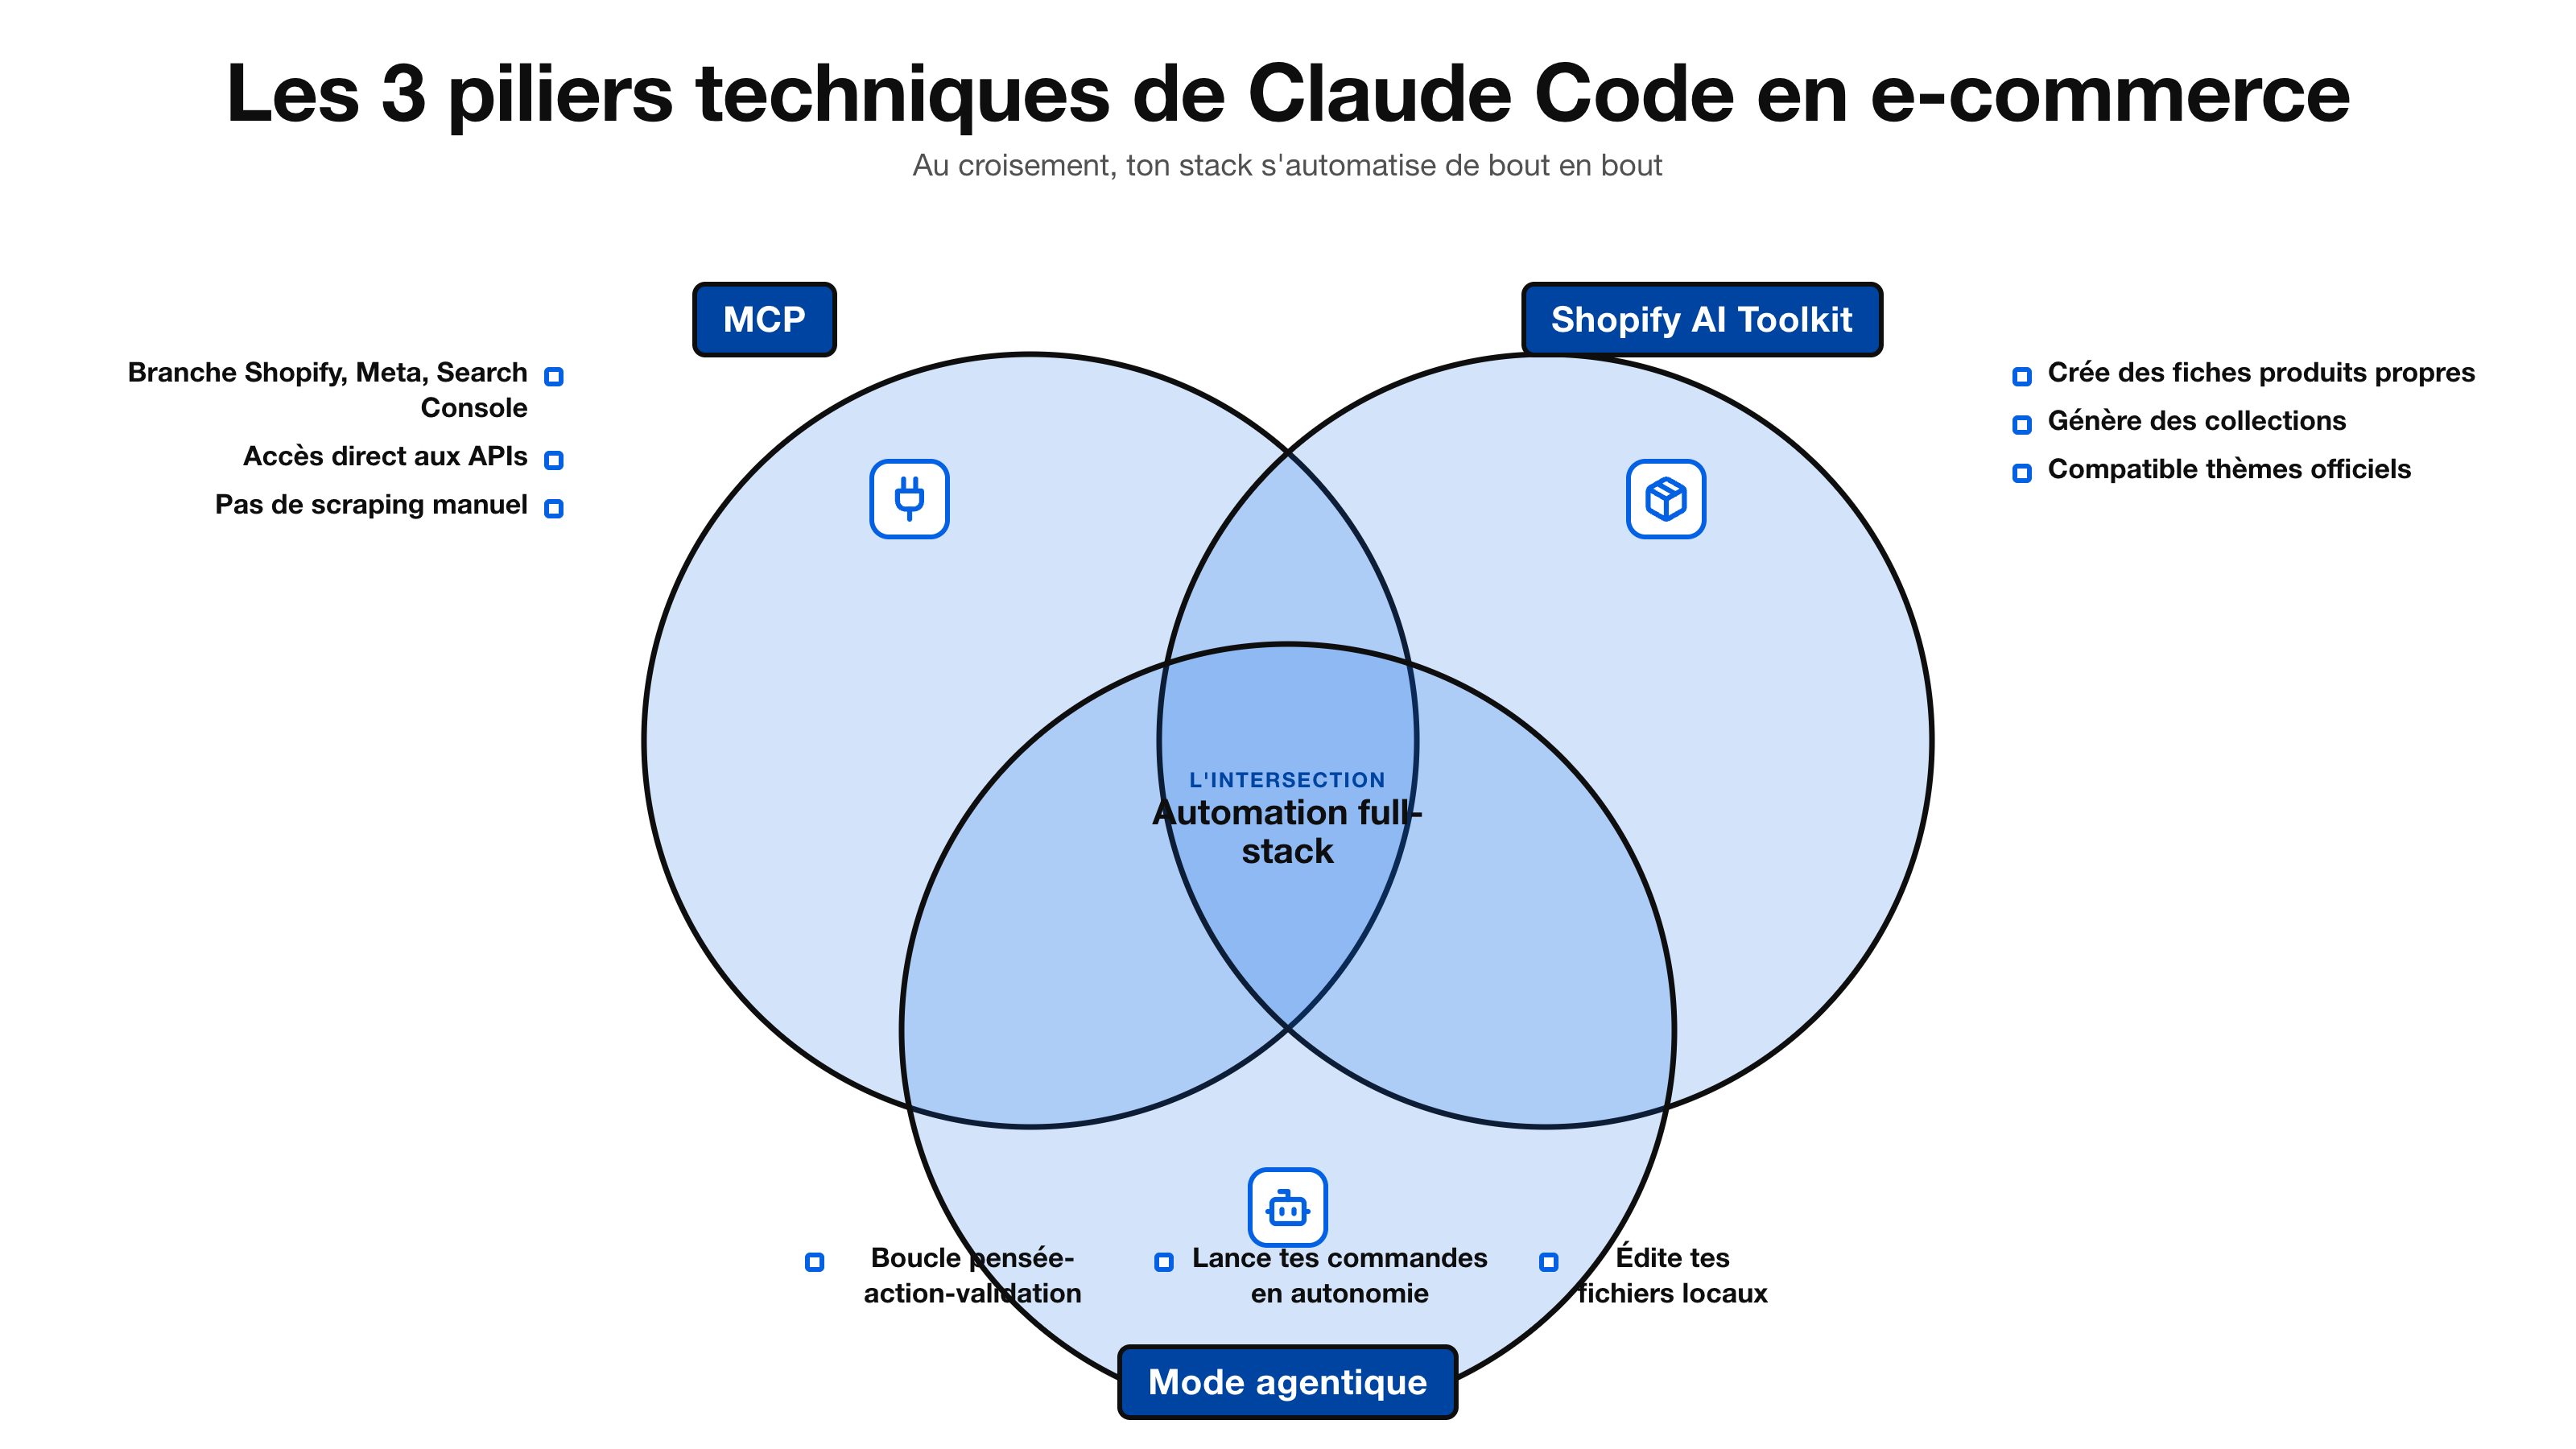 Les 3 piliers techniques de Claude Code en e-commerce
Au croisement, ton stack s'automatise de bout en bout
MCP
Branche Shopify, Meta, Search
Console
Accès direct aux APIs
Pas de scraping manuel
Shopify AI Toolkit
Crée des fiches produits propres
Génère des collections
Compatible thèmes officiels
L'INTERSECTION
Automation full-
stack
Boucle pensée-
action-validation
Lance tes commandes
en autonomie
Édite tes
fichiers locaux
Mode agentique